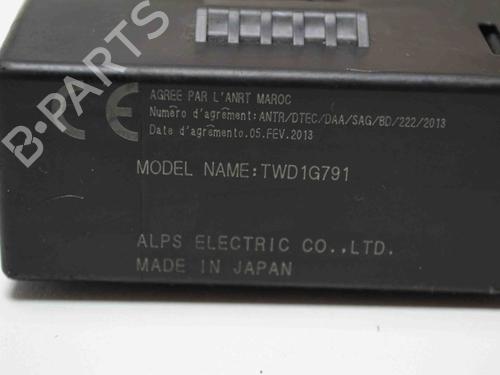 B-PARTS
CE
AGREE PAR L'ANRT MAROC
Numéro d'agrément:ANTR/DTEC/DAA/SAG/BD/222/2013
Date d'agrémento.05.FEV.2013
MODEL NAME:TWD1G791
ALPS ELECTRIC CO.,LTD.
MADE IN JAPAN